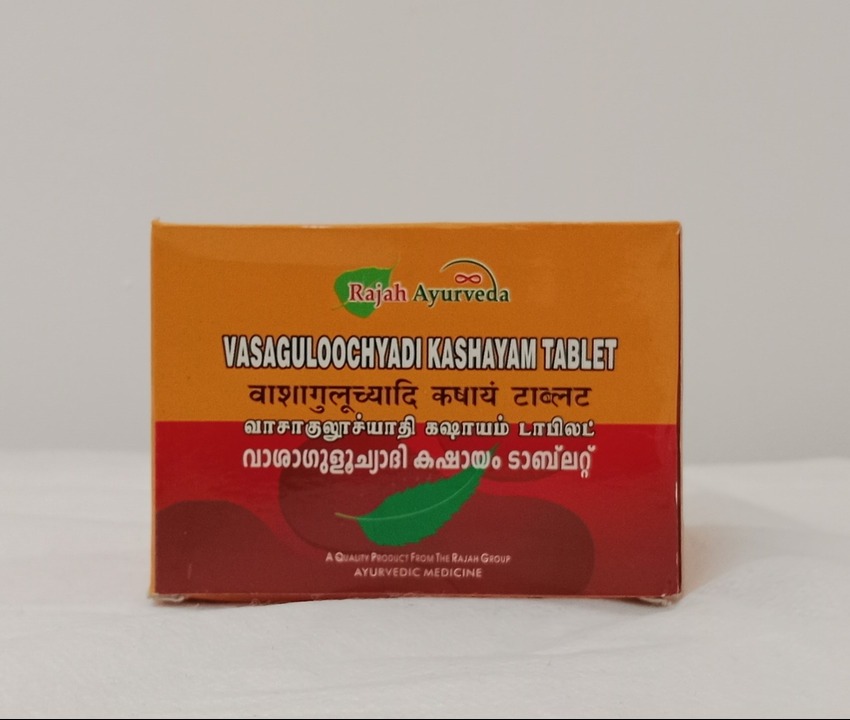 Rajah Ayurveda
VASAGULOOCHYADI KASHAYAM TABLET
वाशागुलूच्यादि कषायं टाब्लट
வாசாகுலூச்யாதி கஷாயம் டாபிலட்
വാശാഗുളൂച്യാദി കഷായം ടാബ്‌ലറ്റ്
A QUALITY PRODUCT FROM THE RAJAH GROUP
AYURVEDIC MEDICINE